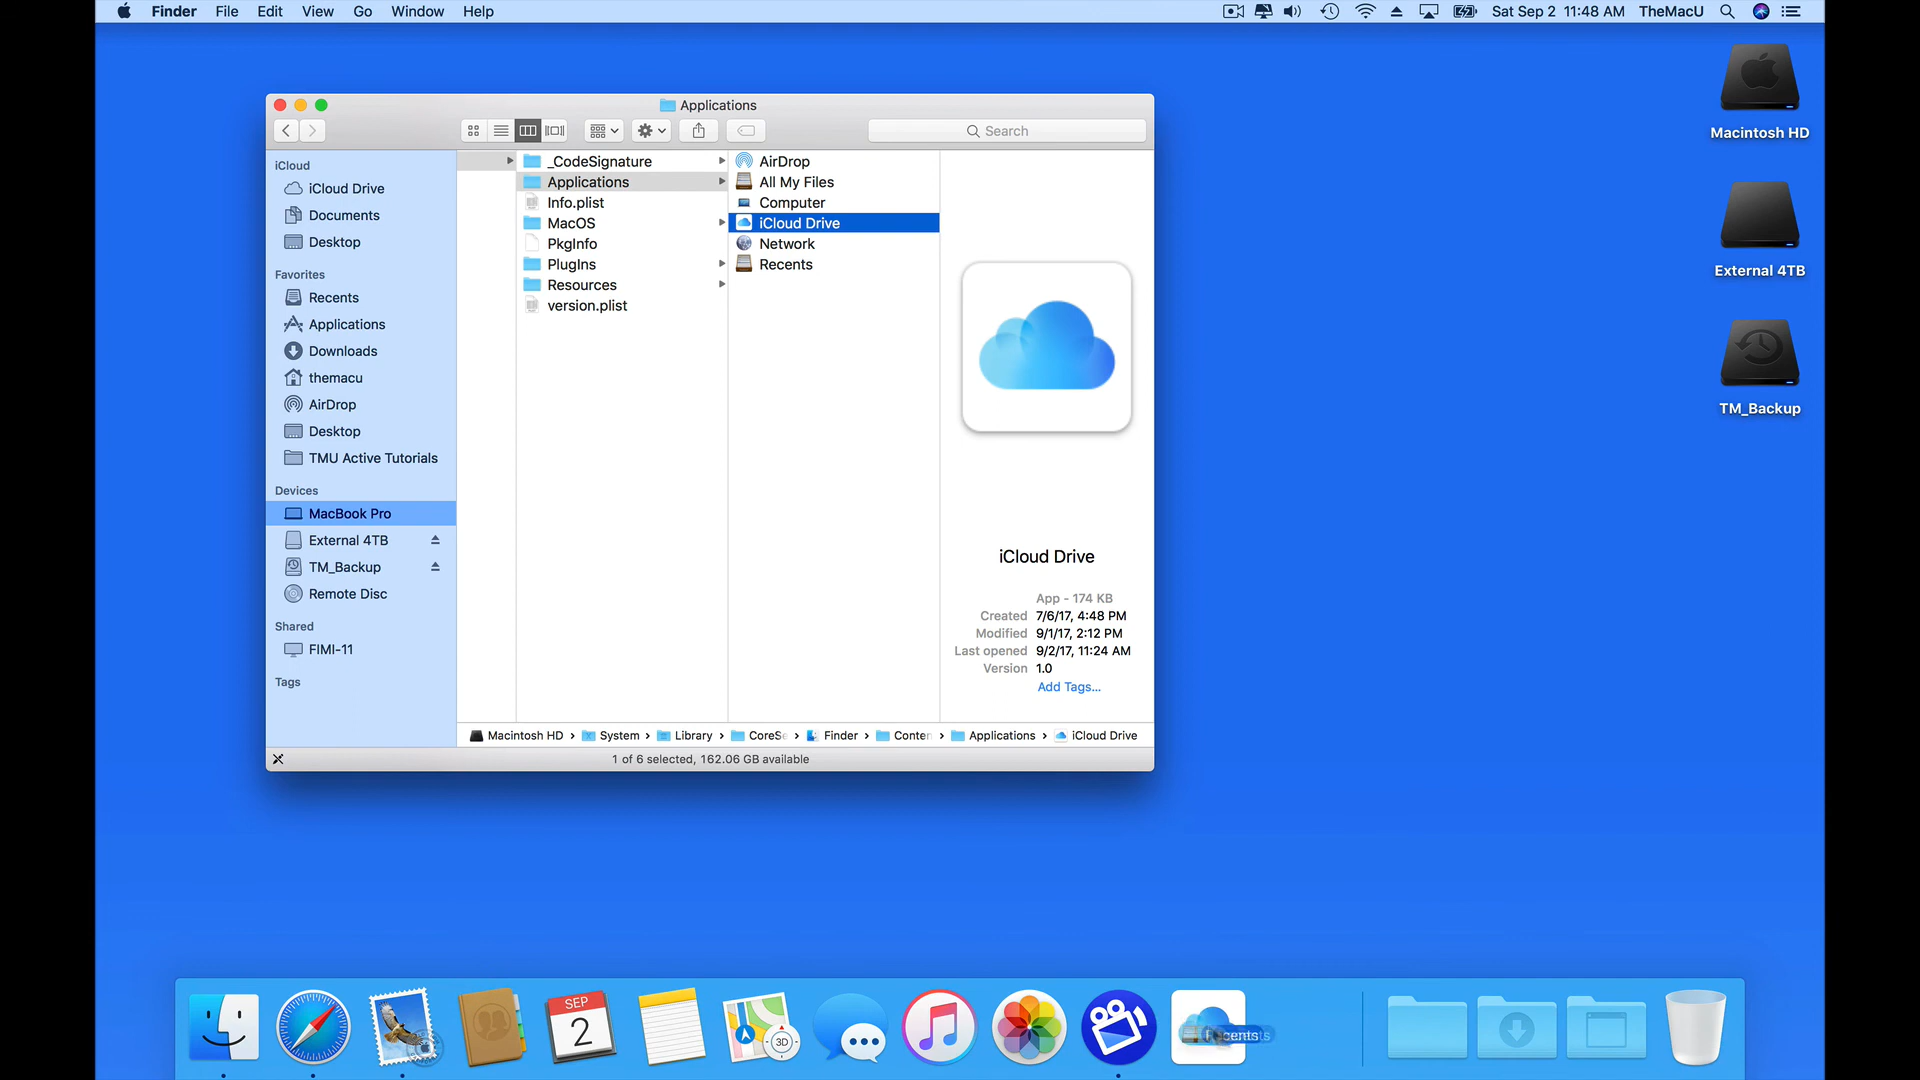 Finder File Edit View Go Window Help Sat Sep 2 11:48 AM TheMacU
Macintosh HD
External 4TB
TM_Backup
Applications
Search
iCloud
iCloud Drive
Documents
Desktop
Favorites
Recents
Applications
Downloads
themacu
AirDrop
Desktop
TMU Active Tutorials
Devices
MacBook Pro
External 4TB
TM_Backup
Remote Disc
Shared
FIMI-11
Tags
_CodeSignature
Applications
Info.plist
MacOS
PkgInfo
PlugIns
Resources
version.plist
AirDrop
All My Files
Computer
iCloud Drive
Network
Recents
iCloud Drive
App - 174 KB
Created 7/6/17, 4:48 PM
Modified 9/1/17, 2:12 PM
Last opened 9/2/17, 11:24 AM
Version 1.0
Add Tags...
Macintosh HD › System › Library › CoreSe › Finder › Conten › Applications › iCloud Drive
1 of 6 selected, 162.06 GB available
SEP
2
3D
Recents